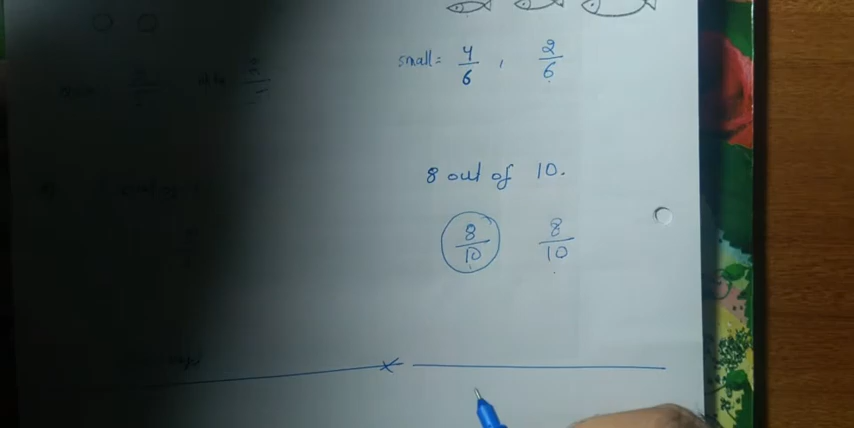 small = 4/6 , 2/6
8 out of 10.
8/10 8/10